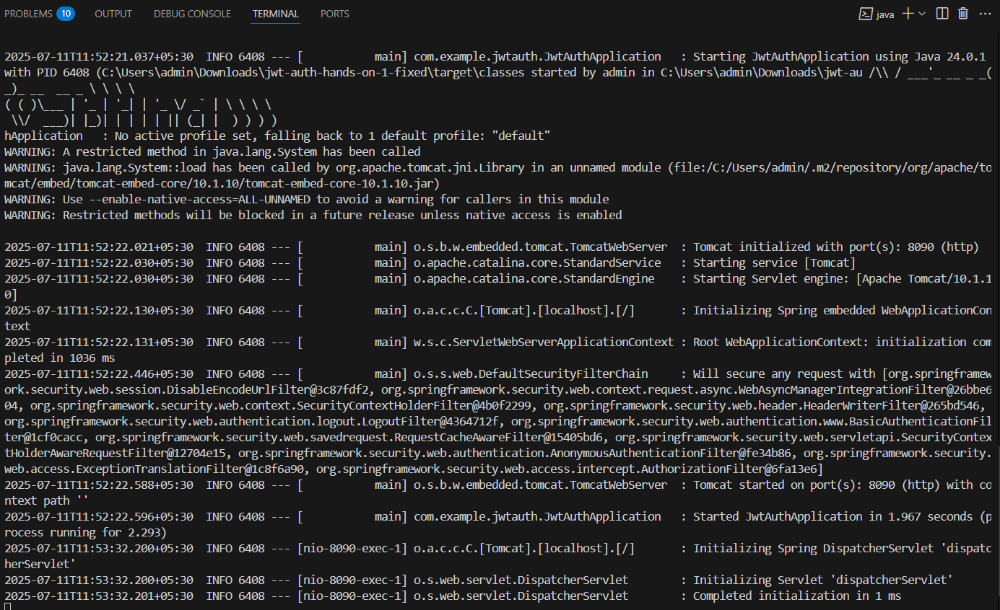 PROBLEMS 10 OUTPUT DEBUG CONSOLE TERMINAL PORTS java
2025-07-11T11:52:21.037+05:30  INFO 6408 --- [           main] com.example.jwtauth.JwtAuthApplication   : Starting JwtAuthApplication using Java 24.0.1
with PID 6408 (C:\Users\admin\Downloads\jwt-auth-hands-on-1-fixed\target\classes started by admin in C:\Users\admin\Downloads\jwt-au /\\ / ___'_ __ _ _(
_)_ __  __ _ \ \ \ \
( ( )\___ | '_ | '_| | '_ \/ _` | \ \ \ \
 \\/  ___)| |_)| | | | | || (_| |  ) ) ) )
hApplication   : No active profile set, falling back to 1 default profile: "default"
WARNING: A restricted method in java.lang.System has been called
WARNING: java.lang.System::load has been called by org.apache.tomcat.jni.Library in an unnamed module (file:/C:/Users/admin/.m2/repository/org/apache/to
mcat/embed/tomcat-embed-core/10.1.10/tomcat-embed-core-10.1.10.jar)
WARNING: Use --enable-native-access=ALL-UNNAMED to avoid a warning for callers in this module
WARNING: Restricted methods will be blocked in a future release unless native access is enabled
2025-07-11T11:52:22.021+05:30  INFO 6408 --- [           main] o.s.b.w.embedded.tomcat.TomcatWebServer  : Tomcat initialized with port(s): 8090 (http)
2025-07-11T11:52:22.030+05:30  INFO 6408 --- [           main] o.apache.catalina.core.StandardService   : Starting service [Tomcat]
2025-07-11T11:52:22.030+05:30  INFO 6408 --- [           main] o.apache.catalina.core.StandardEngine    : Starting Servlet engine: [Apache Tomcat/10.1.1
0]
2025-07-11T11:52:22.130+05:30  INFO 6408 --- [           main] o.a.c.c.C.[Tomcat].[localhost].[/]       : Initializing Spring embedded WebApplicationCon
text
2025-07-11T11:52:22.131+05:30  INFO 6408 --- [           main] w.s.c.ServletWebServerApplicationContext : Root WebApplicationContext: initialization com
pleted in 1036 ms
2025-07-11T11:52:22.446+05:30  INFO 6408 --- [           main] o.s.s.web.DefaultSecurityFilterChain     : Will secure any request with [org.springframew
ork.security.web.session.DisableEncodeUrlFilter@3c87fdf2, org.springframework.security.web.context.request.async.WebAsyncManagerIntegrationFilter@26bbe6
04, org.springframework.security.web.context.SecurityContextHolderFilter@4b0f2299, org.springframework.security.web.header.HeaderWriterFilter@265bd546,
org.springframework.security.web.authentication.logout.LogoutFilter@4364712f, org.springframework.security.web.authentication.www.BasicAuthenticationFil
ter@1cf0cacc, org.springframework.security.web.savedrequest.RequestCacheAwareFilter@15405bd6, org.springframework.security.web.servletapi.SecurityContex
tHolderAwareRequestFilter@12704e15, org.springframework.security.web.authentication.AnonymousAuthenticationFilter@fe34b86, org.springframework.security.
web.access.ExceptionTranslationFilter@1c8f6a90, org.springframework.security.web.access.intercept.AuthorizationFilter@6fa13e6]
2025-07-11T11:52:22.588+05:30  INFO 6408 --- [           main] o.s.b.w.embedded.tomcat.TomcatWebServer  : Tomcat started on port(s): 8090 (http) with co
ntext path ''
2025-07-11T11:52:22.596+05:30  INFO 6408 --- [           main] com.example.jwtauth.JwtAuthApplication   : Started JwtAuthApplication in 1.967 seconds (p
rocess running for 2.293)
2025-07-11T11:53:32.200+05:30  INFO 6408 --- [nio-8090-exec-1] o.a.c.c.C.[Tomcat].[localhost].[/]       : Initializing Spring DispatcherServlet 'dispatc
herServlet'
2025-07-11T11:53:32.200+05:30  INFO 6408 --- [nio-8090-exec-1] o.s.web.servlet.DispatcherServlet        : Initializing Servlet 'dispatcherServlet'
2025-07-11T11:53:32.201+05:30  INFO 6408 --- [nio-8090-exec-1] o.s.web.servlet.DispatcherServlet        : Completed initialization in 1 ms